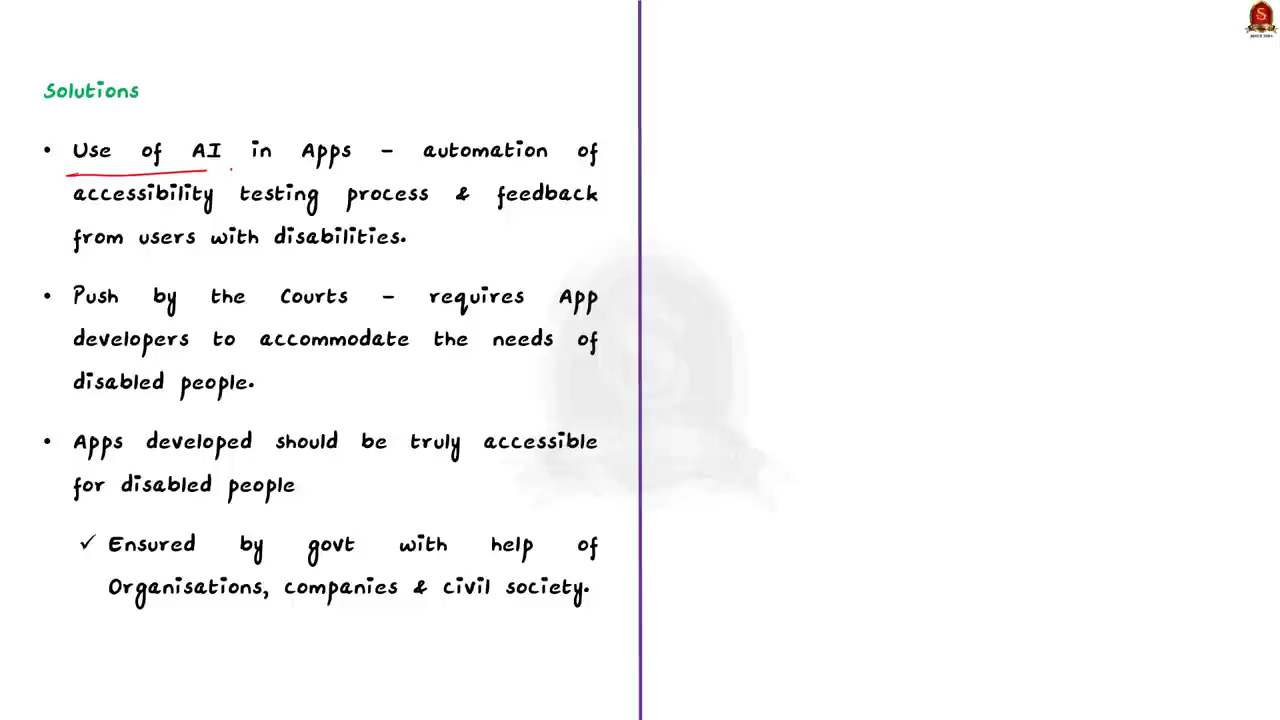 Solutions
• Use of AI in Apps - automation of
accessibility testing process & feedback
from users with disabilities.
• Push by the Courts - requires App
developers to accommodate the needs of
disabled people.
• Apps developed should be truly accessible
for disabled people
✓ Ensured by govt with help of
Organisations, companies & civil society.
S